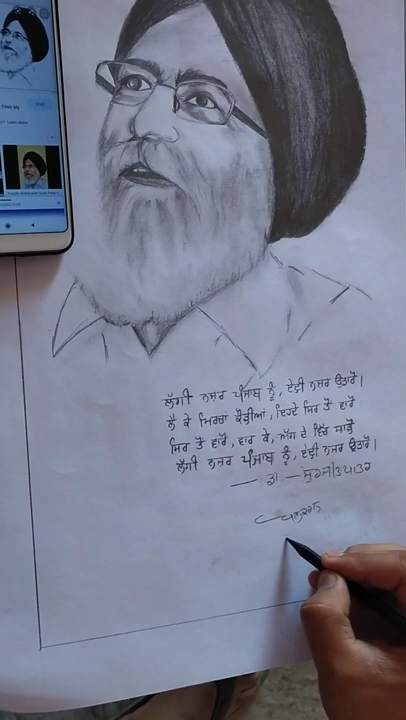 ਲੱਗੀ ਨਜ਼ਰ ਪੰਜਾਬ ਨੂੰ, ਏਦੀ ਨਜ਼ਰ ਉਤਾਰੋ।
ਲੈ ਕੇ ਮਿਰਚਾਂ ਕੌੜੀਆਂ, ਇਹਦੇ ਸਿਰ ਤੋਂ ਵਾਰੋ
ਸਿਰ ਤੋਂ ਵਾਰੋ, ਵਾਰ ਕੇ, ਅੱਗ ਦੇ ਵਿੱਚ ਸਾੜੋ
ਲੱਗੀ ਨਜ਼ਰ ਪੰਜਾਬ ਨੂੰ, ਏਦੀ ਨਜ਼ਰ ਉਤਾਰੋ।
— ਡਾ — ਸੁਰਜੀਤ ਪਾਤਰ